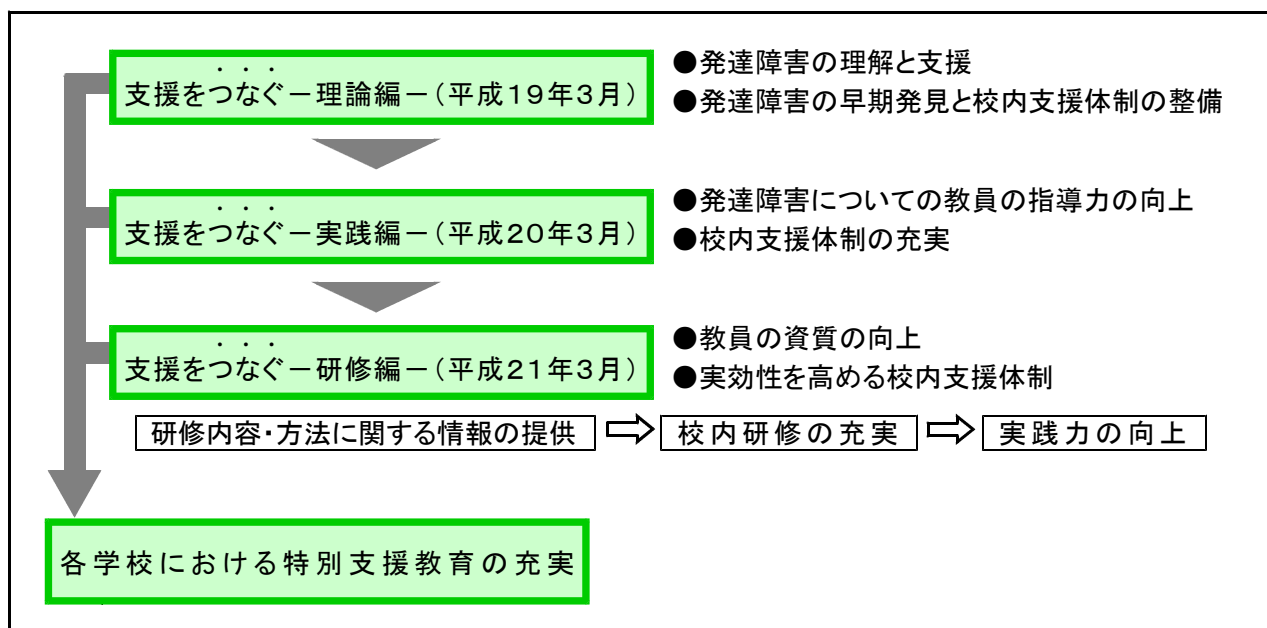 支援をつなぐ－理論編－（平成１９年３月）
●発達障害の理解と支援
●発達障害の早期発見と校内支援体制の整備
支援をつなぐ－実践編－（平成２０年３月）
●発達障害についての教員の指導力の向上
●校内支援体制の充実
支援をつなぐ－研修編－（平成２１年３月）
●教員の資質の向上
●実効性を高める校内支援体制
研修内容・方法に関する情報の提供
校内研修の充実
実践力の向上
各学校における特別支援教育の充実